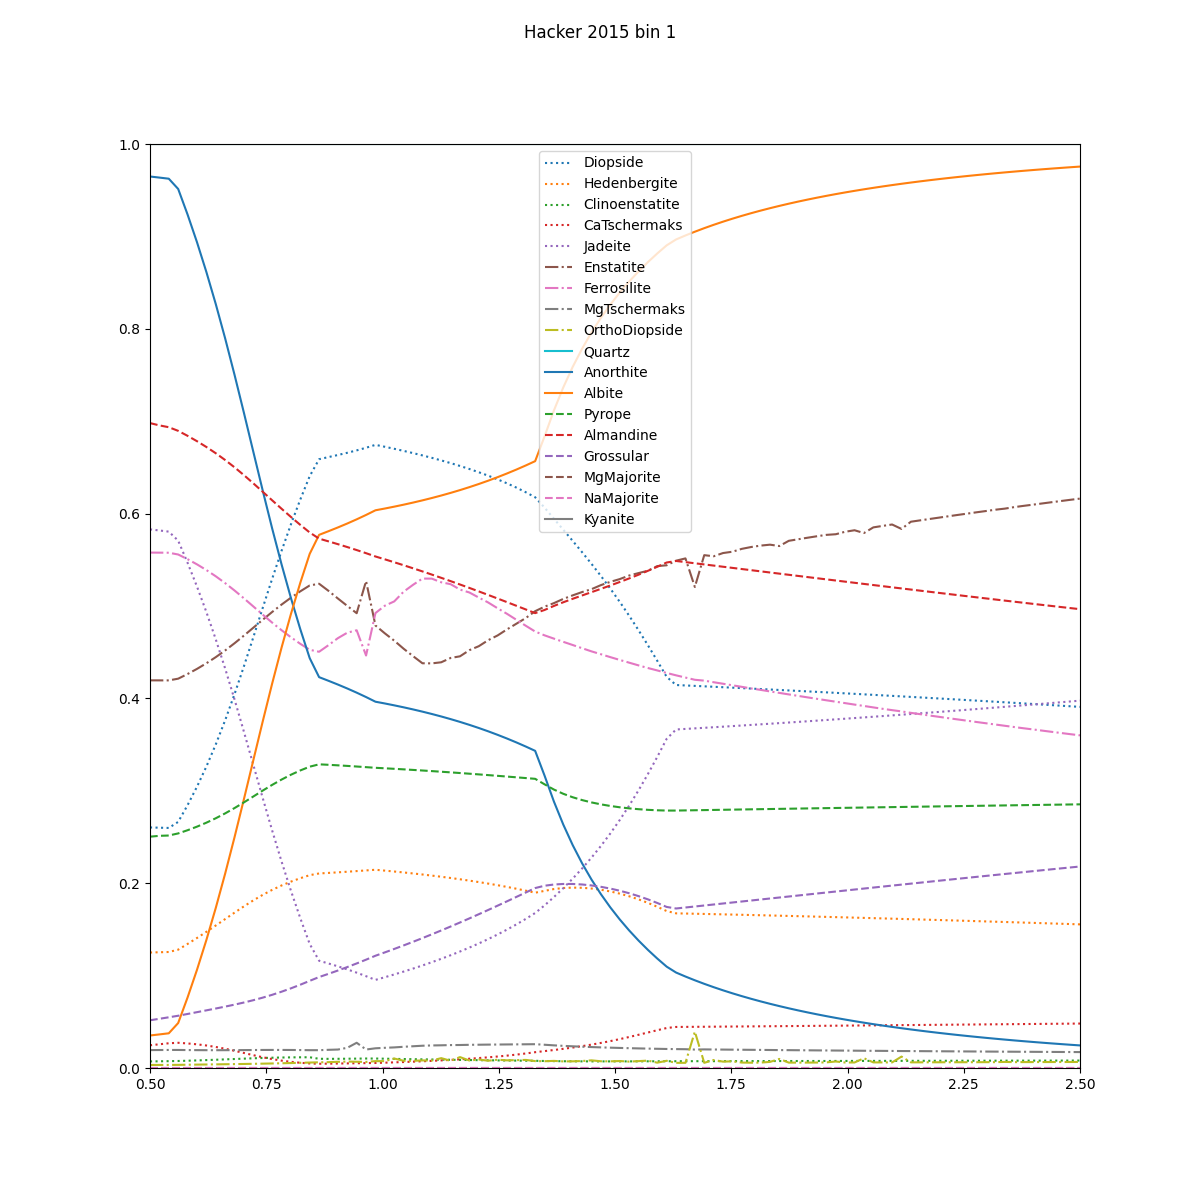 Hacker 2015 bin 1
1.0
0.8
0.6
0.4
0.2
0.0
Diopside
Hedenbergite
Clinoenstatite
CaTschermaks
Jadeite
Enstatite
Ferrosilite
MgTschermaks
OrthoDiopside
Quartz
Anorthite
Albite
Pyrope
Almandine
Grossular
MgMajorite
NaMajorite
Kyanite
0.50 0.75 1.00 1.25 1.50 1.75 2.00 2.25 2.50